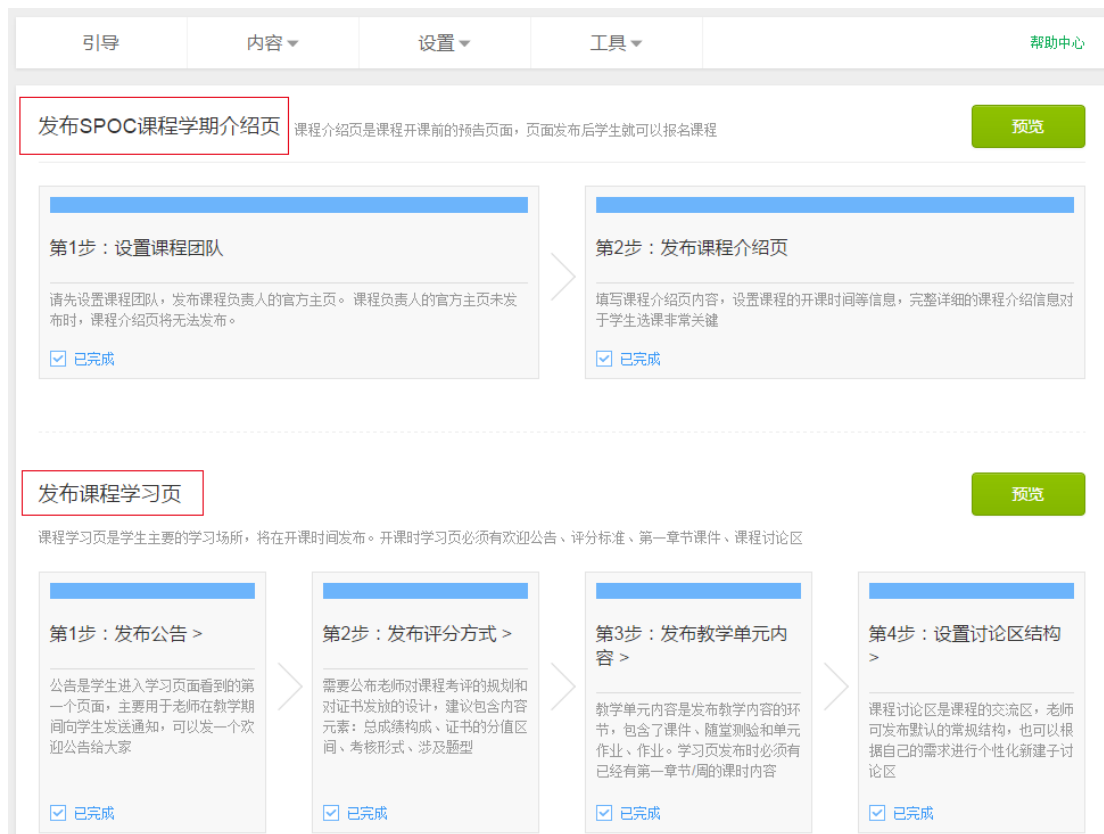 引导 内容 设置 工具 帮助中心
发布SPOC课程学期介绍页 课程介绍页是课程开课前的预告页面，页面发布后学生就可以报名课程 预览
第1步：设置课程团队
请先设置课程团队，发布课程负责人的官方主页。 课程负责人的官方主页未发
布时，课程介绍页将无法发布。
已完成
第2步：发布课程介绍页
填写课程介绍页内容，设置课程的开课时间等信息，完整详细的课程介绍信息对
于学生选课非常关键
已完成
发布课程学习页 预览
课程学习页是学生主要的学习场所，将在开课时间发布。开课时学习页必须有欢迎公告、评分标准、第一章节课件、课程讨论区
第1步：发布公告 >
公告是学生进入学习页面看到的第
一个页面，主要用于老师在教学期
间向学生发送通知，可以发一个欢
迎公告给大家
已完成
第2步：发布评分方式 >
需要公布老师对课程考评的规划和
对证书发放的设计，建议包含内容
元素：总成绩构成、证书的分值区
间、考核形式、涉及题型
已完成
第3步：发布教学单元内
容 >
教学单元内容是发布教学内容的环
节，包含了课件、随堂测验和单元
作业、作业。学习页发布时必须有
已经有第一章节/周的课时内容
已完成
第4步：设置讨论区结构
>
课程讨论区是课程的交流区，老师
可发布默认的常规结构，也可以根
据自己的需求进行个性化新建子讨
论区
已完成